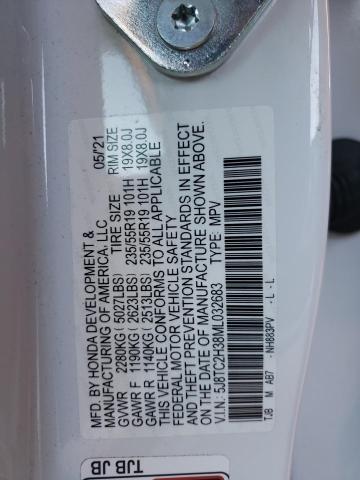 MFD. BY HONDA DEVELOPMENT & 05/'21
MANUFACTURING OF AMERICA, LLC
TIRE SIZE RIM SIZE
GVWR 2280KG ( 5027LBS)
GAWR F 1190KG ( 2623LBS) 235/55R19 101H 19X8.0J
GAWR R 1140KG ( 2513LBS) 235/55R19 101H 19X8.0J
THIS VEHICLE CONFORMS TO ALL APPLICABLE
FEDERAL MOTOR VEHICLE SAFETY
AND THEFT PREVENTION STANDARDS IN EFFECT
ON THE DATE OF MANUFACTURE SHOWN ABOVE.
V.I.N.: 5J8TC2H38ML032683 TYPE: MPV
TJB M AB7 - NH883PV - L - L
TJB JB